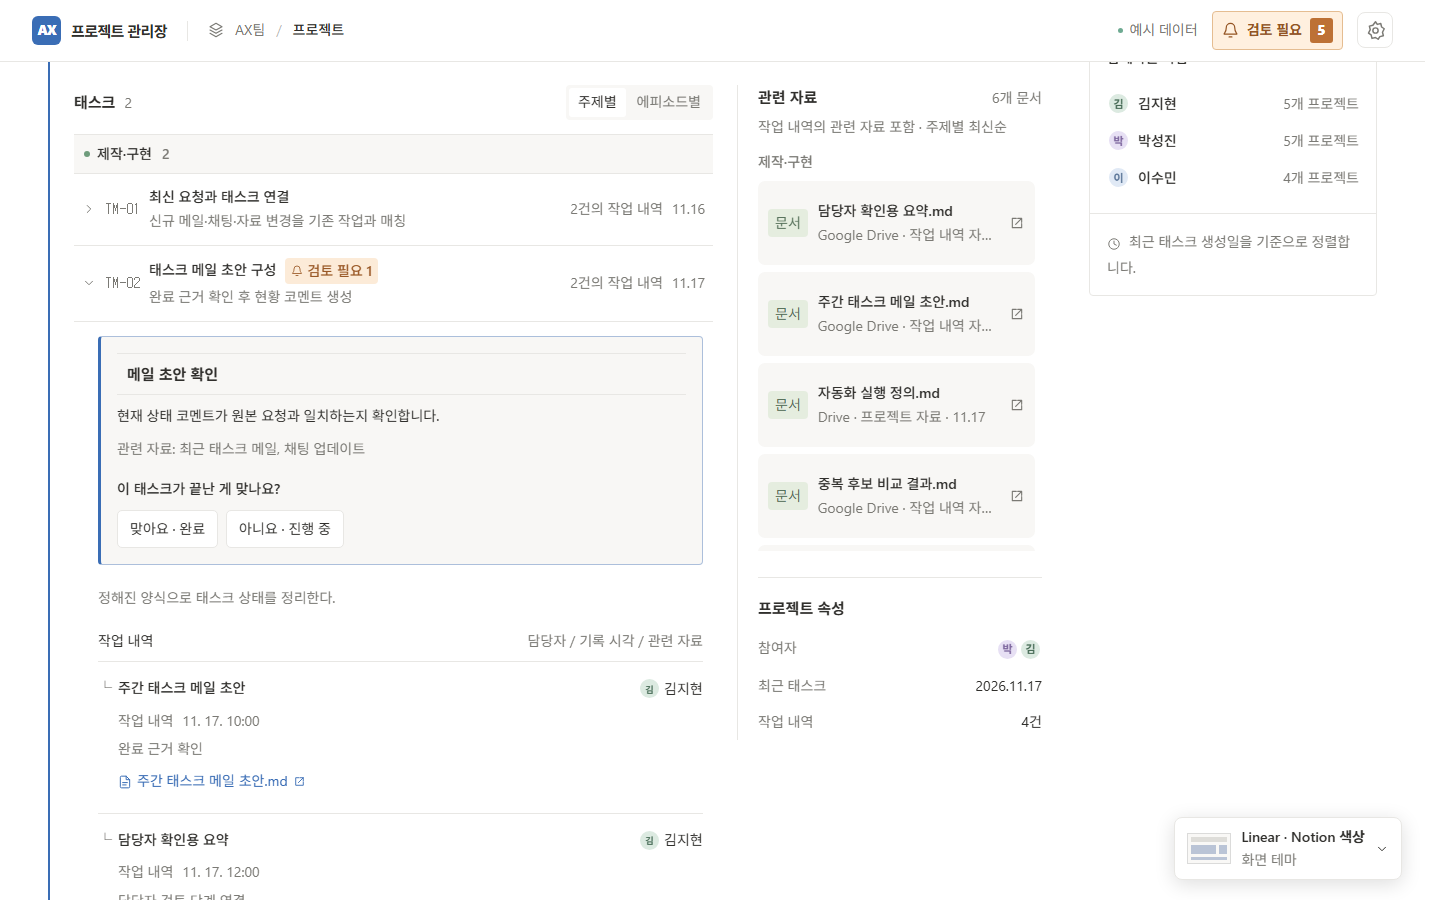 AX 프로젝트 관리장
AX팀 / 프로젝트
예시 데이터
검토 필요 5
태스크 2
주제별 에피소드별
제작·구현 2
TM-01
최신 요청과 태스크 연결
신규 메일·채팅·자료 변경을 기존 작업과 매칭
2건의 작업 내역 11.16
TM-02
태스크 메일 초안 구성 검토 필요 1
완료 근거 확인 후 현황 코멘트 생성
2건의 작업 내역 11.17
메일 초안 확인
현재 상태 코멘트가 원본 요청과 일치하는지 확인합니다.
관련 자료: 최근 태스크 메일, 채팅 업데이트
이 태스크가 끝난 게 맞나요?
맞아요 · 완료 아니요 · 진행 중
정해진 양식으로 태스크 상태를 정리한다.
작업 내역 담당자 / 기록 시각 / 관련 자료
주간 태스크 메일 초안 김 김지현
작업 내역 11. 17. 10:00
완료 근거 확인
주간 태스크 메일 초안.md
담당자 확인용 요약 김 김지현
작업 내역 11. 17. 12:00
관련 자료 6개 문서
작업 내역의 관련 자료 포함 · 주제별 최신순
제작·구현
문서
담당자 확인용 요약.md
Google Drive · 작업 내역 자...
문서
주간 태스크 메일 초안.md
Google Drive · 작업 내역 자...
문서
자동화 실행 정의.md
Drive · 프로젝트 자료 · 11.17
문서
중복 후보 비교 결과.md
Google Drive · 작업 내역 자...
프로젝트 속성
참여자 박 김
최근 태스크 2026.11.17
작업 내역 4건
김 김지현 5개 프로젝트
박 박성진 5개 프로젝트
이 이수민 4개 프로젝트
최근 태스크 생성일을 기준으로 정렬합
니다.
Linear · Notion 색상
화면 테마